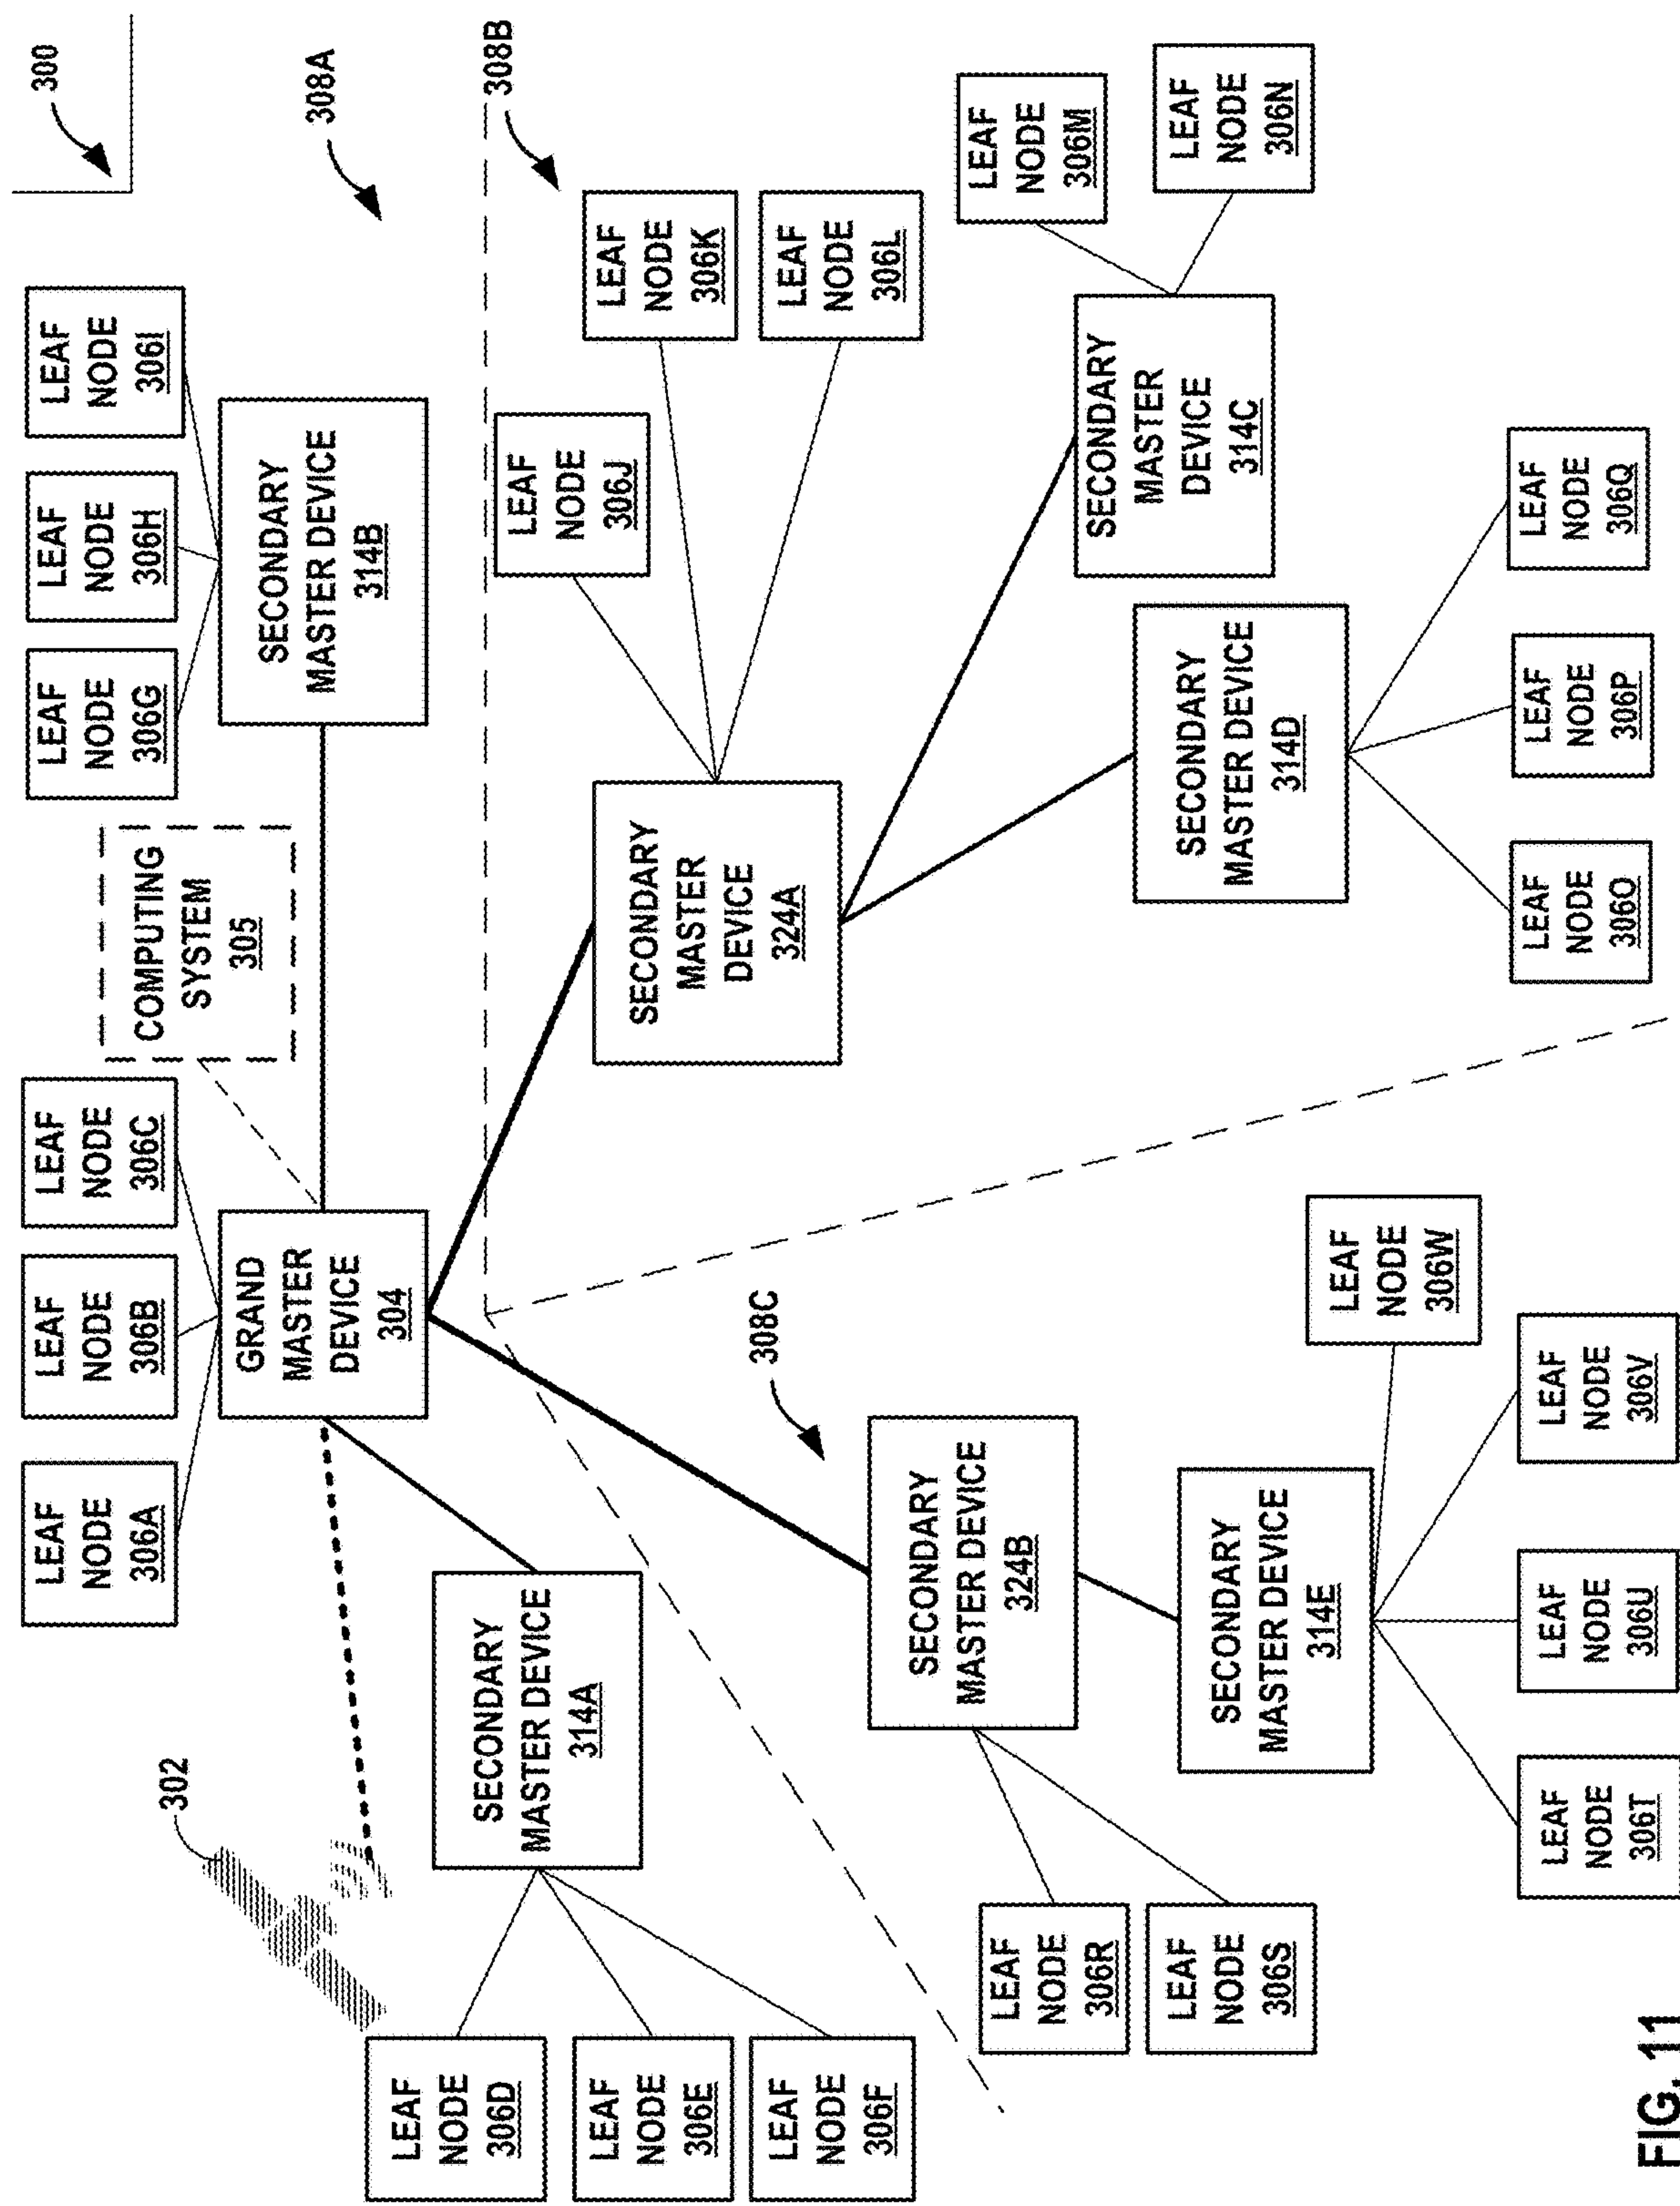 300
308A
308B
302
308C
LEAF
NODE
306A
LEAF
NODE
306B
LEAF
NODE
306C
COMPUTING
SYSTEM
305
LEAF
NODE
306G
LEAF
NODE
306H
LEAF
NODE
306I
GRAND
MASTER
DEVICE
304
SECONDARY
MASTER DEVICE
314B
SECONDARY
MASTER DEVICE
314A
LEAF
NODE
306D
LEAF
NODE
306E
LEAF
NODE
306F
LEAF
NODE
306J
LEAF
NODE
306K
LEAF
NODE
306L
SECONDARY
MASTER
DEVICE
324A
LEAF
NODE
306M
LEAF
NODE
306N
SECONDARY
MASTER
DEVICE
314C
SECONDARY
MASTER DEVICE
314D
LEAF
NODE
306O
LEAF
NODE
306P
LEAF
NODE
306Q
SECONDARY
MASTER DEVICE
324B
LEAF
NODE
306R
LEAF
NODE
306S
SECONDARY
MASTER DEVICE
314E
LEAF
NODE
306T
LEAF
NODE
306U
LEAF
NODE
306V
LEAF
NODE
306W
FIG. 11